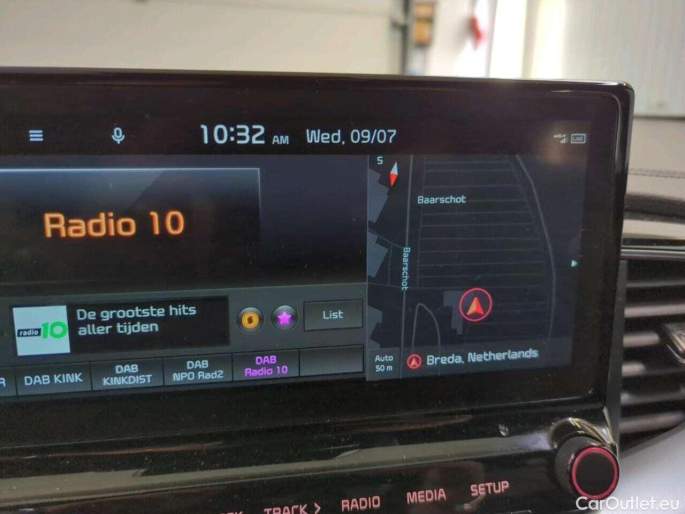 10:32 AM Wed, 09/07
Radio 10
radio 10
De grootste hits
aller tijden
List
DAB KINK
DAB
KINKDIST
DAB
NPO Rad2
DAB
Radio 10
S
Baarschot
Baarschot
Auto
50 m
Breda, Netherlands
TRACK >
RADIO
MEDIA
SETUP
CarOutlet.eu